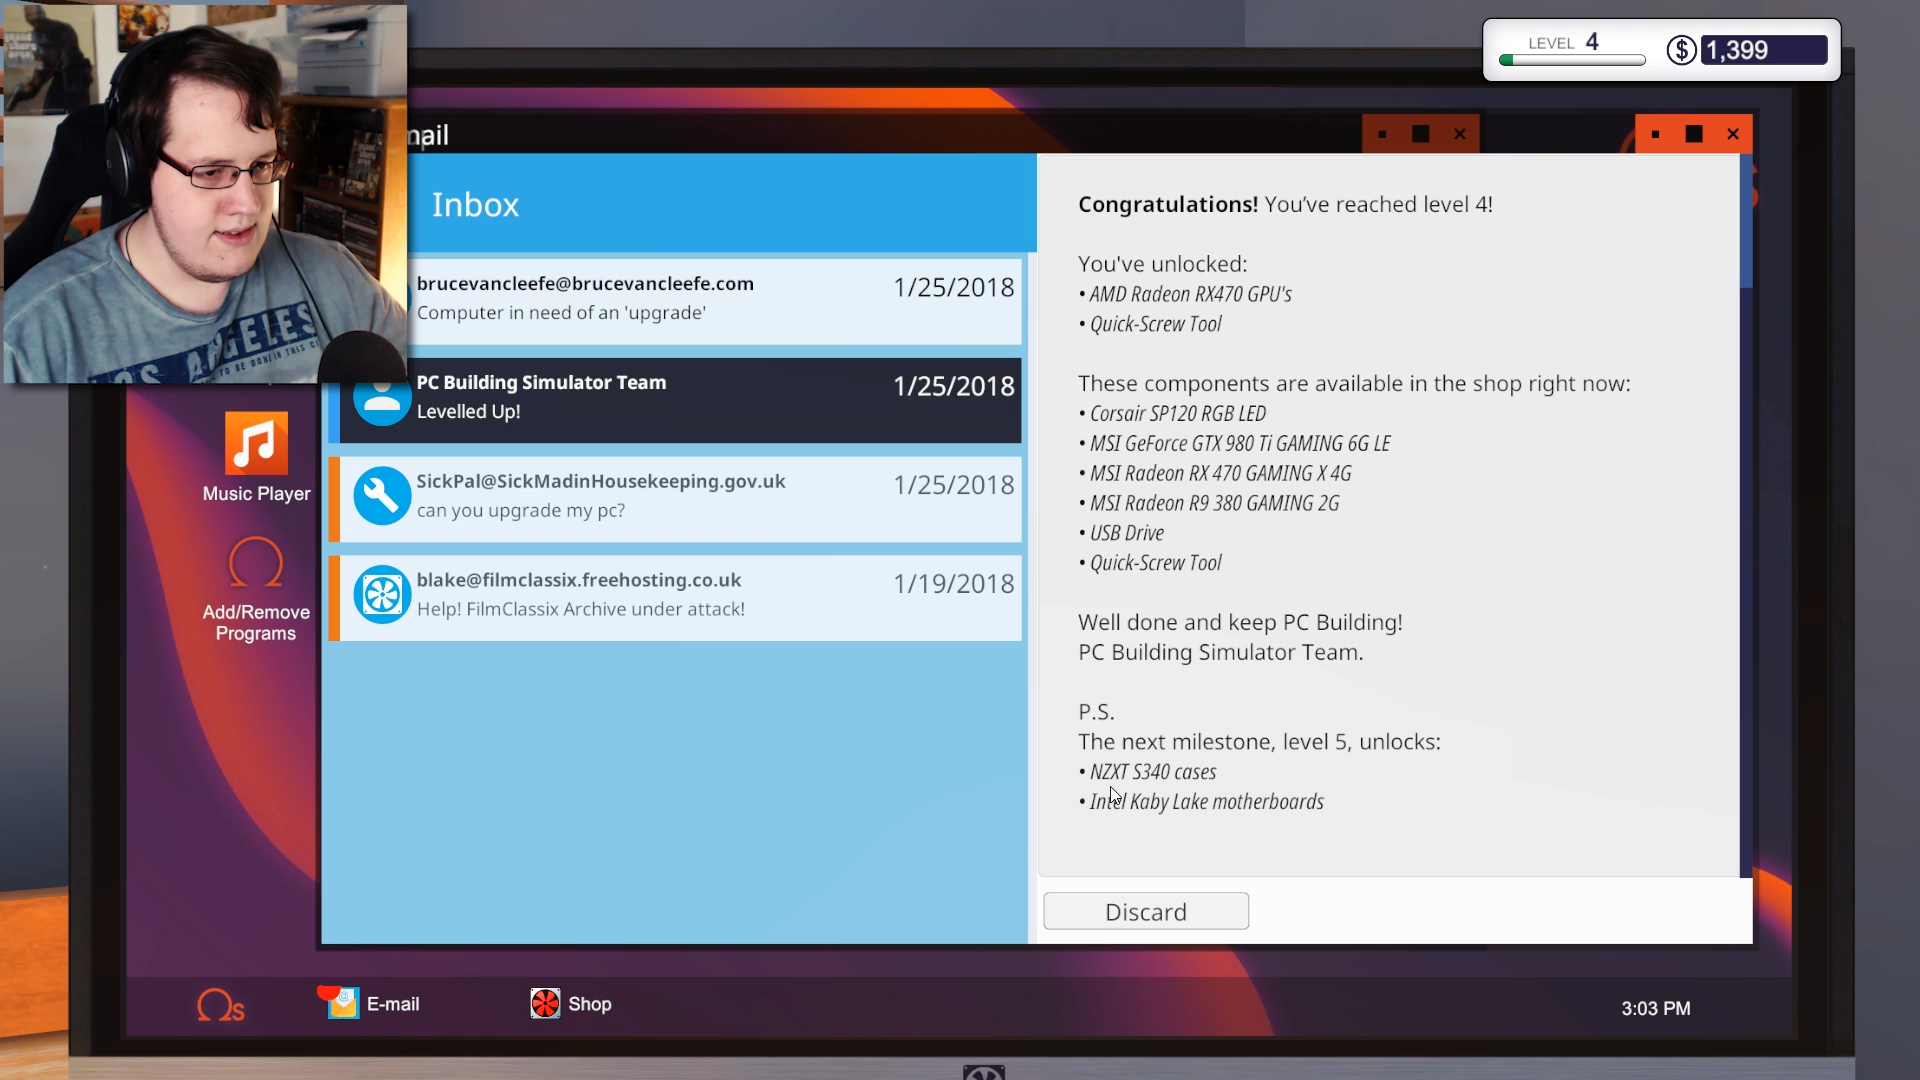 LEVEL 4
$ 1,399
mail
Inbox
brucevancleefe@brucevancleefe.com
1/25/2018
Computer in need of an 'upgrade'
PC Building Simulator Team
1/25/2018
Levelled Up!
SickPal@SickMadinHousekeeping.gov.uk
1/25/2018
can you upgrade my pc?
blake@filmclassix.freehosting.co.uk
1/19/2018
Help! FilmClassix Archive under attack!
Congratulations! You've reached level 4!
You've unlocked:
• AMD Radeon RX470 GPU's
• Quick-Screw Tool
These components are available in the shop right now:
• Corsair SP120 RGB LED
• MSI GeForce GTX 980 Ti GAMING 6G LE
• MSI Radeon RX 470 GAMING X 4G
• MSI Radeon R9 380 GAMING 2G
• USB Drive
• Quick-Screw Tool
Well done and keep PC Building!
PC Building Simulator Team.
P.S.
The next milestone, level 5, unlocks:
• NZXT S340 cases
• Intel Kaby Lake motherboards
Discard
Music Player
Add/Remove
Programs
Ωs
E-mail
Shop
3:03 PM